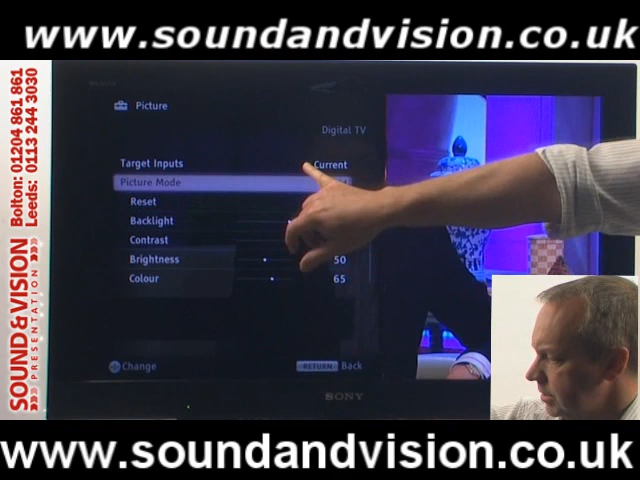 www.soundandvision.co.uk
Bolton: 01204 861 861
Leeds: 0113 244 3030
SOUND & VISION
PRESENTATION
Picture
Digital TV
Target Inputs Current
Picture Mode
Reset
Backlight
Contrast
Brightness 50
Colour 65
Change RETURN Back
SONY
www.soundandvision.co.uk